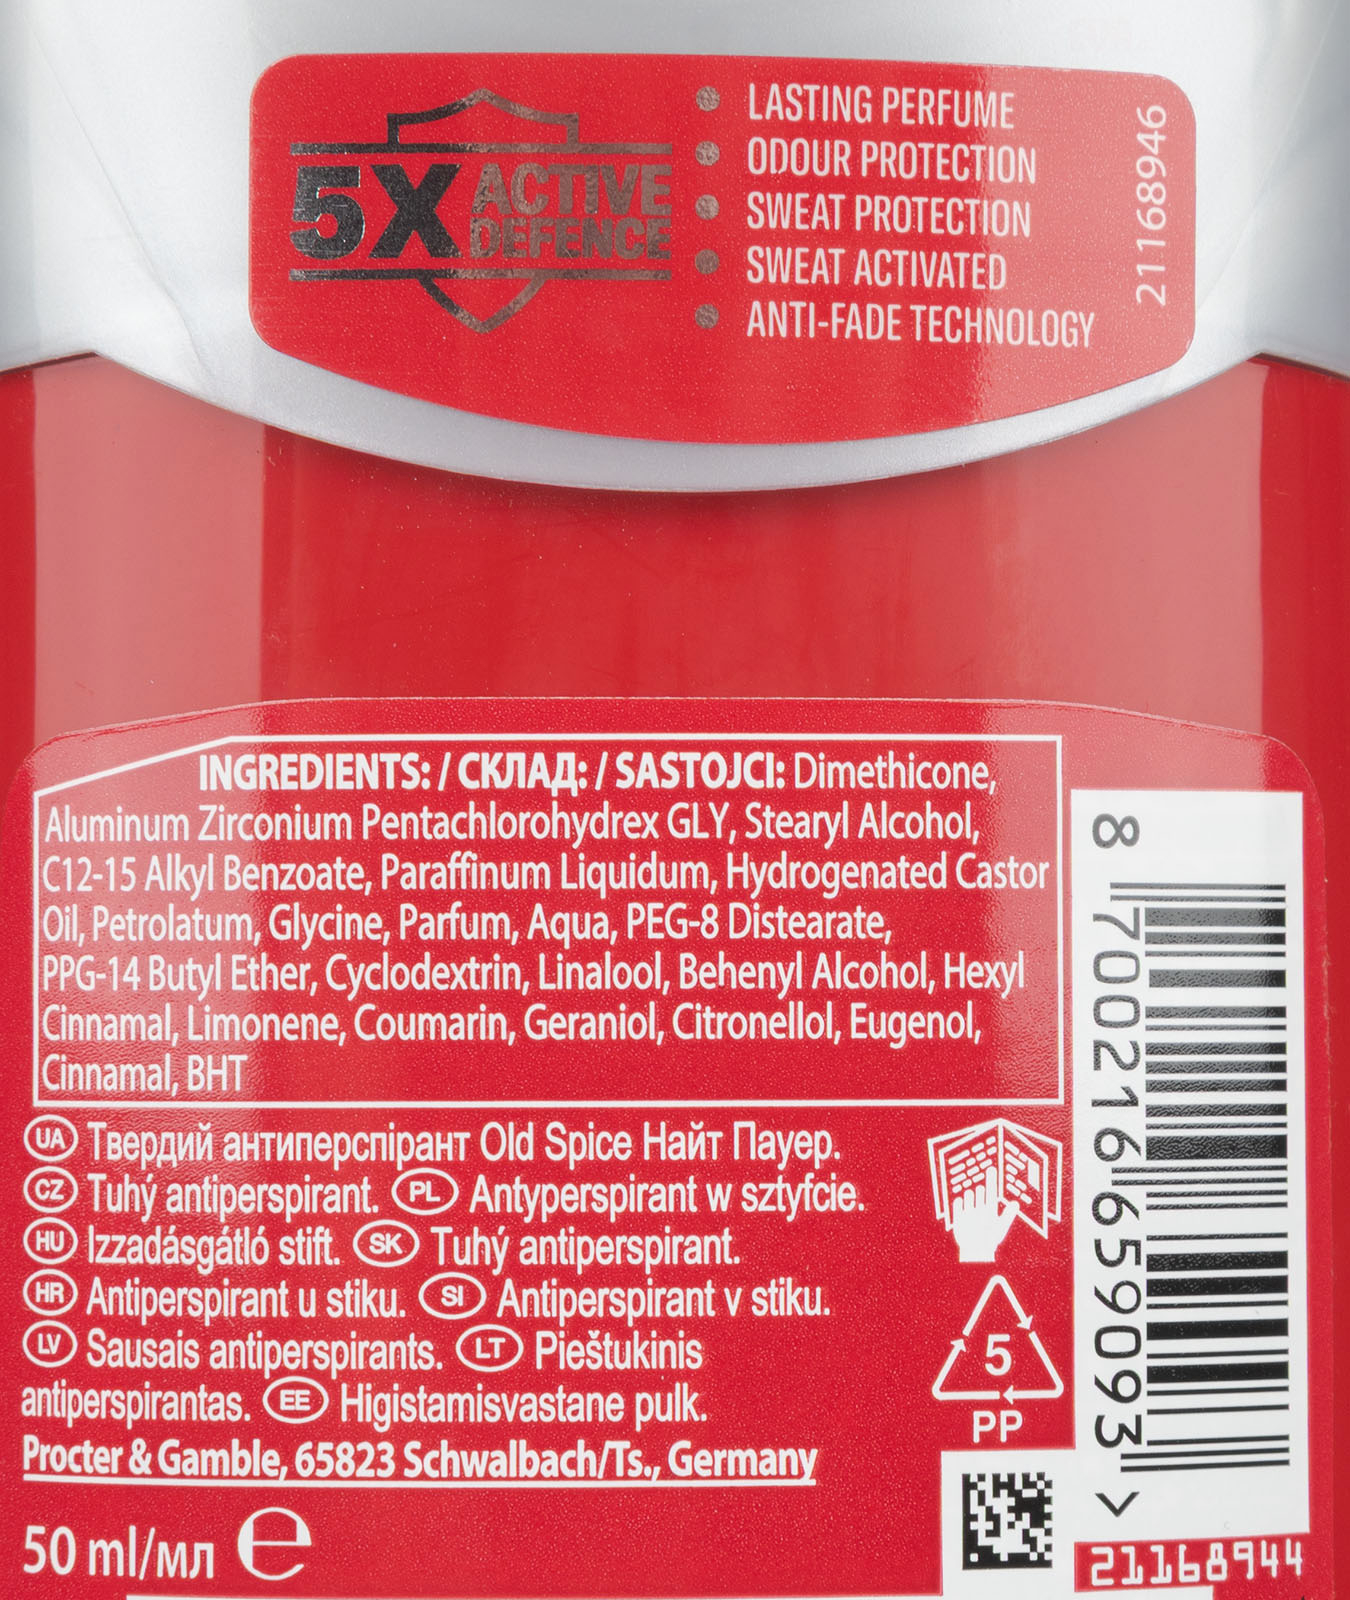 5X ACTIVE
DEFENCE
LASTING PERFUME
ODOUR PROTECTION
SWEAT PROTECTION
SWEAT ACTIVATED
ANTI-FADE TECHNOLOGY
21168946
INGREDIENTS: / СКЛАД: / SASTOJCI: Dimethicone,
Aluminum Zirconium Pentachlorohydrex GLY, Stearyl Alcohol,
C12-15 Alkyl Benzoate, Paraffinum Liquidum, Hydrogenated Castor
Oil, Petrolatum, Glycine, Parfum, Aqua, PEG-8 Distearate,
PPG-14 Butyl Ether, Cyclodextrin, Linalool, Behenyl Alcohol, Hexyl
Cinnamal, Limonene, Coumarin, Geraniol, Citronellol, Eugenol,
Cinnamal, BHT
UA Твердий антиперспірант Old Spice Найт Пауер.
CZ Tuhý antiperspirant. PL Antyperspirant w sztyfcie.
HU Izzadásgátló stift. SK Tuhý antiperspirant.
HR Antiperspirant u stiku. SI Antiperspirant v stiku.
LV Sausais antiperspirants. LT Pieštukinis
antiperspirantas. EE Higistamisvastane pulk.
Procter & Gamble, 65823 Schwalbach/Ts., Germany
50 ml/мл e
5
PP
8 700216 659093 >
21168944